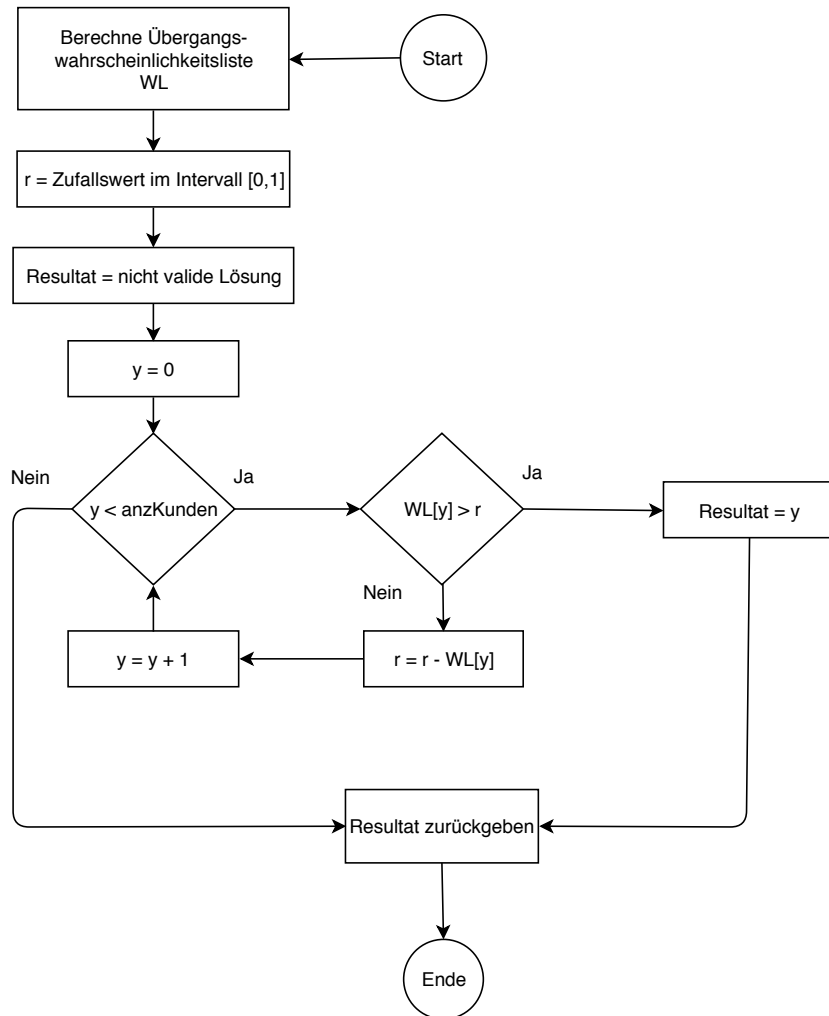 Start
Berechne Übergangs-
wahrscheinlichkeitsliste
WL
r = Zufallswert im Intervall [0,1]
Resultat = nicht valide Lösung
y = 0
Nein
y < anzKunden
Ja
WL[y] > r
Ja
Resultat = y
Nein
r = r - WL[y]
y = y + 1
Resultat zurückgeben
Ende